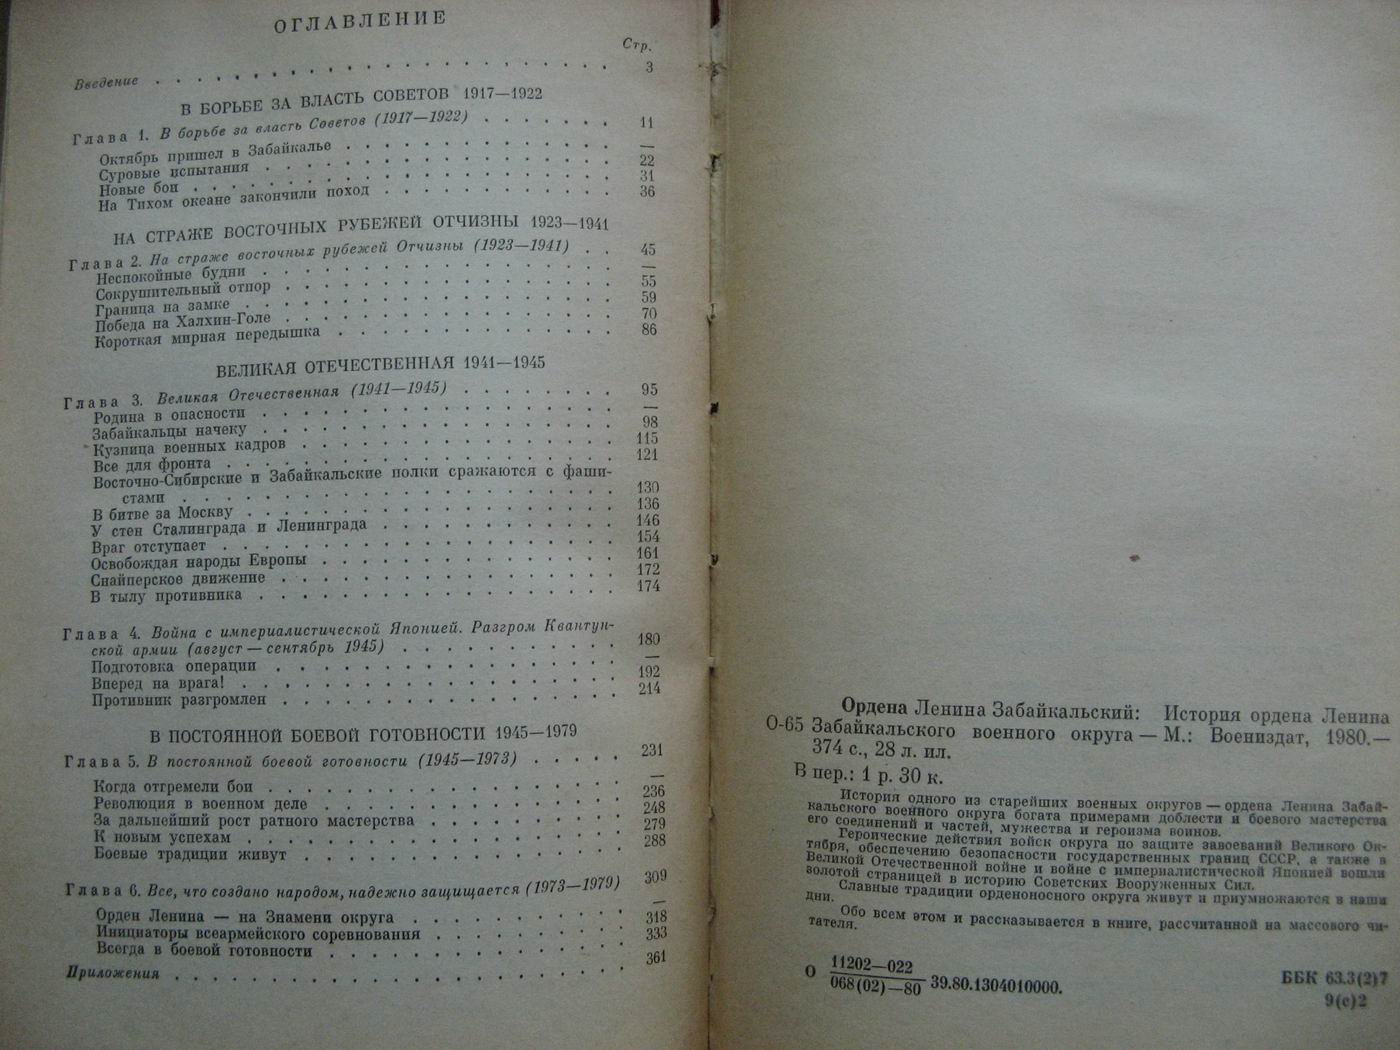 ОГЛАВЛЕНИЕ
Стр.
Введение . . . . . . . . . . . . . . . . . . . . . . 3
В БОРЬБЕ ЗА ВЛАСТЬ СОВЕТОВ 1917—1922
Глава 1. В борьбе за власть Советов (1917—1922) . . . . . . . 11
Октябрь пришел в Забайкалье . . . . . . . . . . . . . —
Суровые испытания . . . . . . . . . . . . . . . . . 22
Новые бои . . . . . . . . . . . . . . . . . . . . 31
На Тихом океане закончили поход . . . . . . . . . . . 36
НА СТРАЖЕ ВОСТОЧНЫХ РУБЕЖЕЙ ОТЧИЗНЫ 1923—1941
Глава 2. На страже восточных рубежей Отчизны (1923—1941) . . 45
Неспокойные будни . . . . . . . . . . . . . . . . . —
Сокрушительный отпор . . . . . . . . . . . . . . . . 55
Граница на замке . . . . . . . . . . . . . . . . . . 59
Победа на Халхин-Голе . . . . . . . . . . . . . . . . 70
Короткая мирная передышка . . . . . . . . . . . . . 86
ВЕЛИКАЯ ОТЕЧЕСТВЕННАЯ 1941—1945
Глава 3. Великая Отечественная (1941—1945) . . . . . . . . 95
Родина в опасности . . . . . . . . . . . . . . . . . —
Забайкальцы начеку . . . . . . . . . . . . . . . . . 98
Кузница военных кадров . . . . . . . . . . . . . . . 115
Все для фронта . . . . . . . . . . . . . . . . . . . 121
Восточно-Сибирские и Забайкальские полки сражаются с фаши-
стами . . . . . . . . . . . . . . . . . . . . . 130
В битве за Москву . . . . . . . . . . . . . . . . . . 136
У стен Сталинграда и Ленинграда . . . . . . . . . . . 146
Враг отступает . . . . . . . . . . . . . . . . . . . 154
Освобождая народы Европы . . . . . . . . . . . . . . 161
Снайперское движение . . . . . . . . . . . . . . . . 172
В тылу противника . . . . . . . . . . . . . . . . . 174
Глава 4. Война с империалистической Японией. Разгром Квантун-
ской армии (август — сентябрь 1945) . . . . . . . . . . . 180
Подготовка операции . . . . . . . . . . . . . . . . —
Вперед на врага! . . . . . . . . . . . . . . . . . . 192
Противник разгромлен . . . . . . . . . . . . . . . . 214
В ПОСТОЯННОЙ БОЕВОЙ ГОТОВНОСТИ 1945—1979
Глава 5. В постоянной боевой готовности (1945—1973) . . . . . 231
Когда отгремели бои . . . . . . . . . . . . . . . . —
Революция в военном деле . . . . . . . . . . . . . . 236
За дальнейший рост ратного мастерства . . . . . . . . . 248
К новым успехам . . . . . . . . . . . . . . . . . . 279
Боевые традиции живут . . . . . . . . . . . . . . . 288
Глава 6. Все, что создано народом, надежно защищается (1973—1979) 309
Орден Ленина — на Знамени округа . . . . . . . . . . —
Инициаторы всеармейского соревнования . . . . . . . . . 318
Всегда в боевой готовности . . . . . . . . . . . . . . 333
Приложения . . . . . . . . . . . . . . . . . . . . . 361
Ордена Ленина Забайкальский: История ордена Ленина
О-65 Забайкальского военного округа — М.: Воениздат, 1980.—
374 с., 28 л. ил.
В пер.: 1 р. 30 к.
История одного из старейших военных округов — ордена Ленина Забай-
кальского военного округа богата примерами доблести и боевого мастерства
его соединений и частей, мужества и героизма воинов.
Героические действия войск округа по защите завоеваний Великого Ок-
тября, обеспечению безопасности государственных границ СССР, а также в
Великой Отечественной войне и войне с империалистической Японией вошли
золотой страницей в историю Советских Вооруженных Сил.
Славные традиции орденоносного округа живут и приумножаются в наши
дни.
Обо всем этом и рассказывается в книге, рассчитанной на массового чи-
тателя.
О 11202—022
068(02)—80 39.80.1304010000.
ББК 63.3(2)7
9(с)2